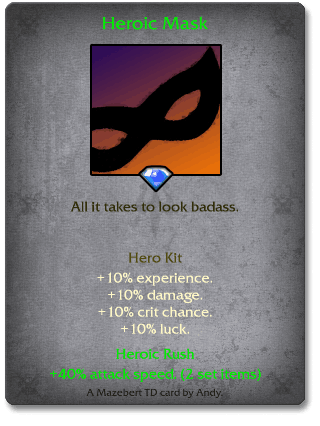 Heroic Mask
All it takes to look badass.
Hero Kit
+10% experience.
+10% damage.
+10% crit chance.
+10% luck.
Heroic Rush
+40% attack speed (2 set items)
A Mazebert TD card by Andy.